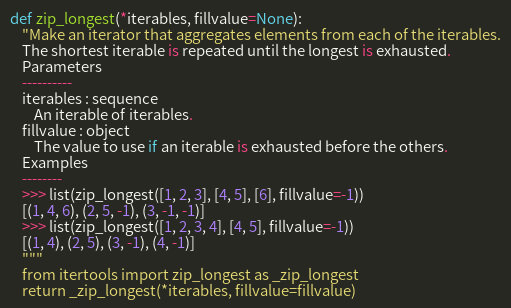 def zip_longest(*iterables, fillvalue=None):
"Make an iterator that aggregates elements from each of the iterables.
The shortest iterable is repeated until the longest is exhausted.
Parameters
----------
iterables : sequence
An iterable of iterables.
fillvalue : object
The value to use if an iterable is exhausted before the others.
Examples
--------
>>> list(zip_longest([1, 2, 3], [4, 5], [6], fillvalue=-1))
[(1, 4, 6), (2, 5, -1), (3, -1, -1)]
>>> list(zip_longest([1, 2, 3, 4], [4, 5], fillvalue=-1))
[(1, 4), (2, 5), (3, -1), (4, -1)]
"""
from itertools import zip_longest as _zip_longest
return _zip_longest(*iterables, fillvalue=fillvalue)